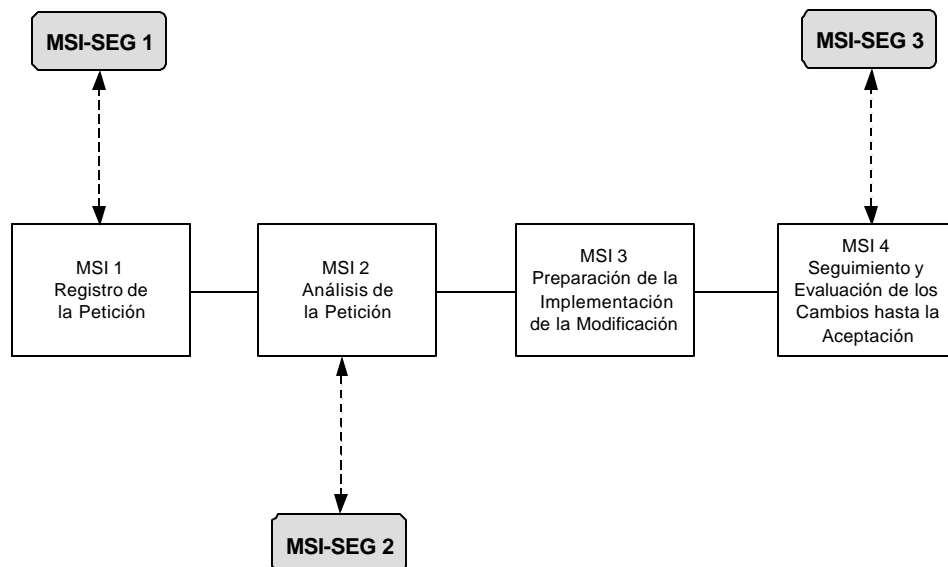 MSI-SEG 1
MSI-SEG 3
MSI 1
Registro de
la Petición
MSI 2
Análisis de
la Petición
MSI 3
Preparación de la
Implementación
de la Modificación
MSI 4
Seguimiento y
Evaluación de los
Cambios hasta la
Aceptación
MSI-SEG 2